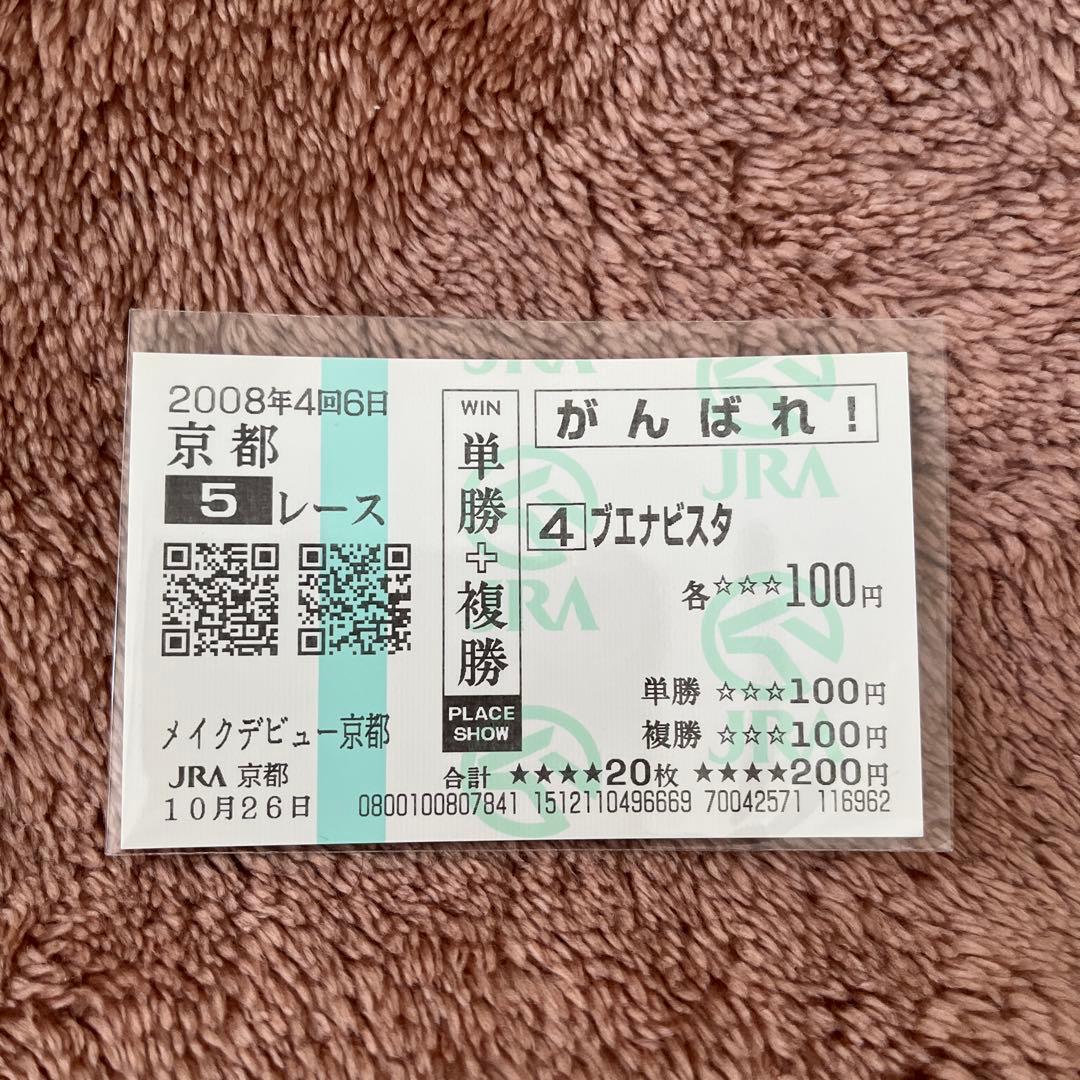 2008年4回6日
京都
5レース
メイクデビュー京都
JRA 京都
10月26日
WIN
単勝+複勝
PLACE
SHOW
がんばれ!
4ブエナビスタ
各☆☆☆100円
単勝 ☆☆☆100円
複勝 ☆☆☆100円
合計 ★★★★20枚 ★★★★200円
0800100807841 1512110496669 70042571 116962
JRA
JRA
JRA
JRA